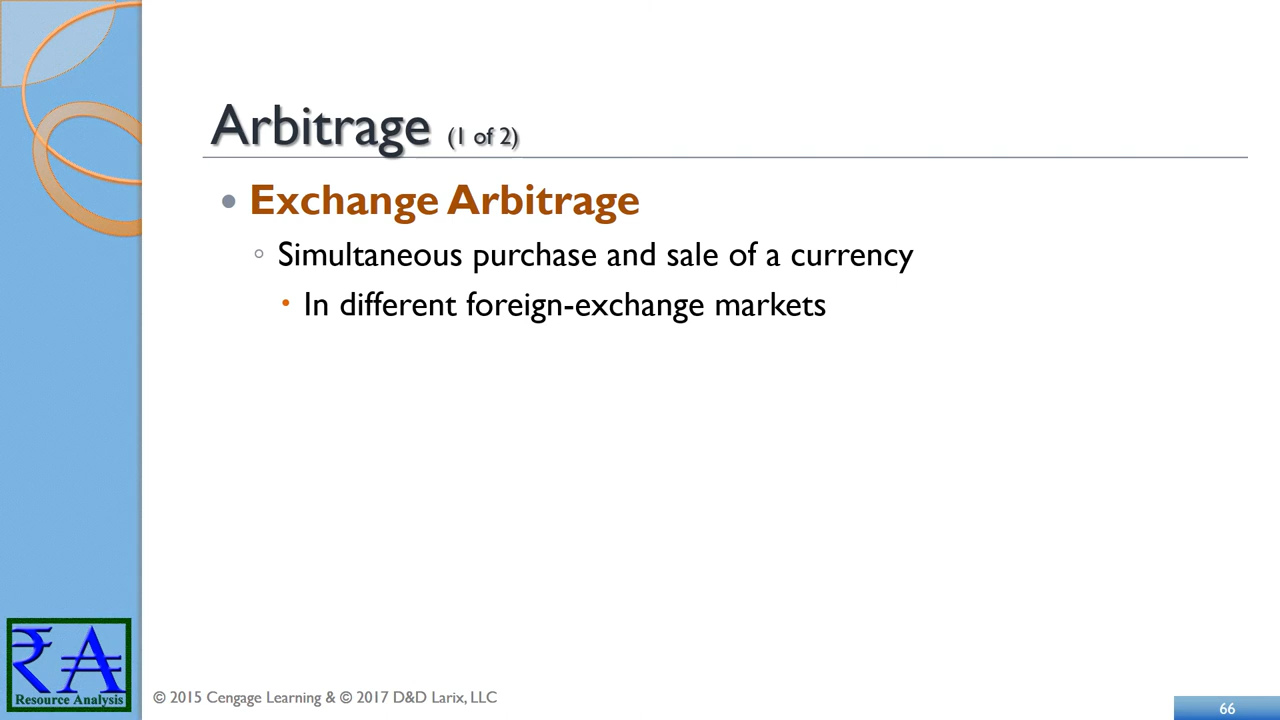 Arbitrage (1 of 2)
• Exchange Arbitrage
◦ Simultaneous purchase and sale of a currency
▪ In different foreign-exchange markets
₹A
Resource Analysis
© 2015 Cengage Learning & © 2017 D&D Larix, LLC
66